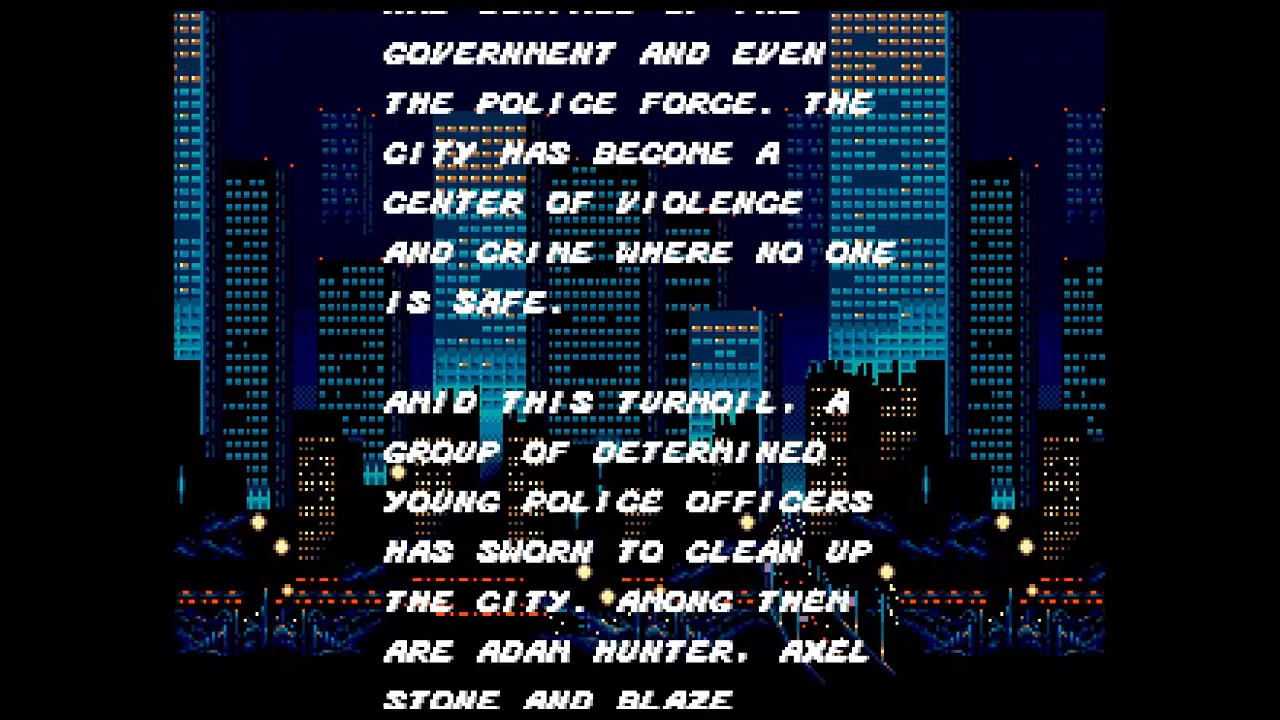 GOVERNMENT AND EVEN
THE POLICE FORCE. THE
CITY HAS BECOME A
CENTER OF VIOLENCE
AND CRIME WHERE NO ONE
IS SAFE.
AMID THIS TURMOIL, A
GROUP OF DETERMINED
YOUNG POLICE OFFICERS
HAS SWORN TO CLEAN UP
THE CITY. AMONG THEM
ARE ADAM HUNTER, AXEL
STONE AND BLAZE